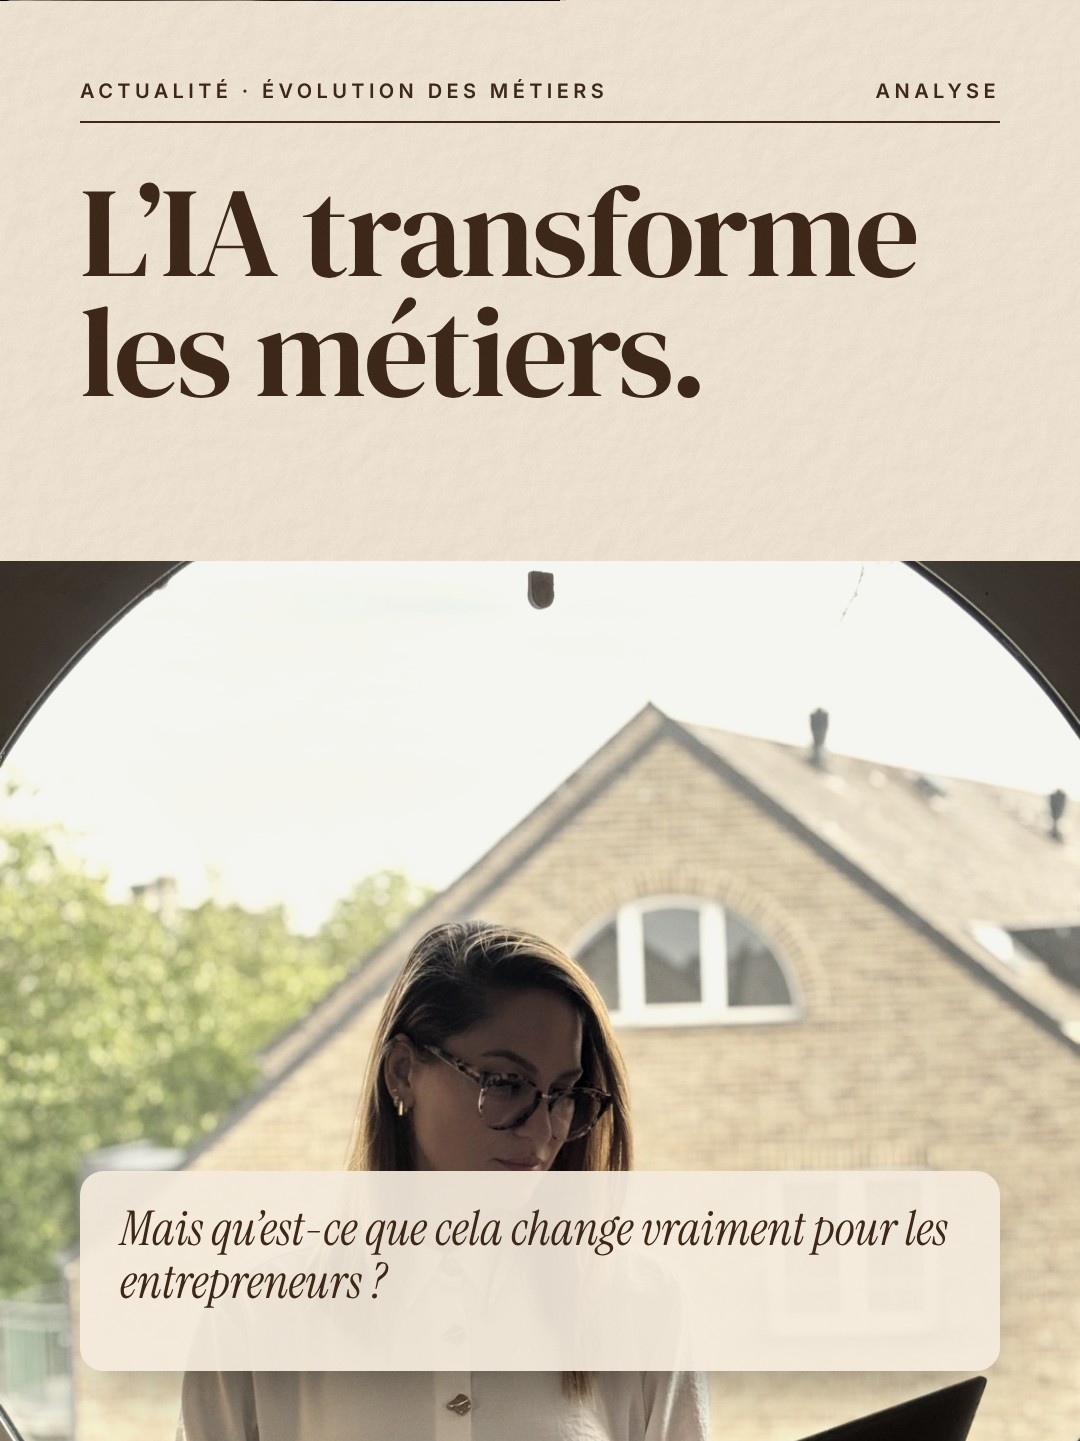 ACTUALITÉ · ÉVOLUTION DES MÉTIERS
ANALYSE
L’IA transforme
les métiers.
Mais qu’est-ce que cela change vraiment pour les
entrepreneurs ?